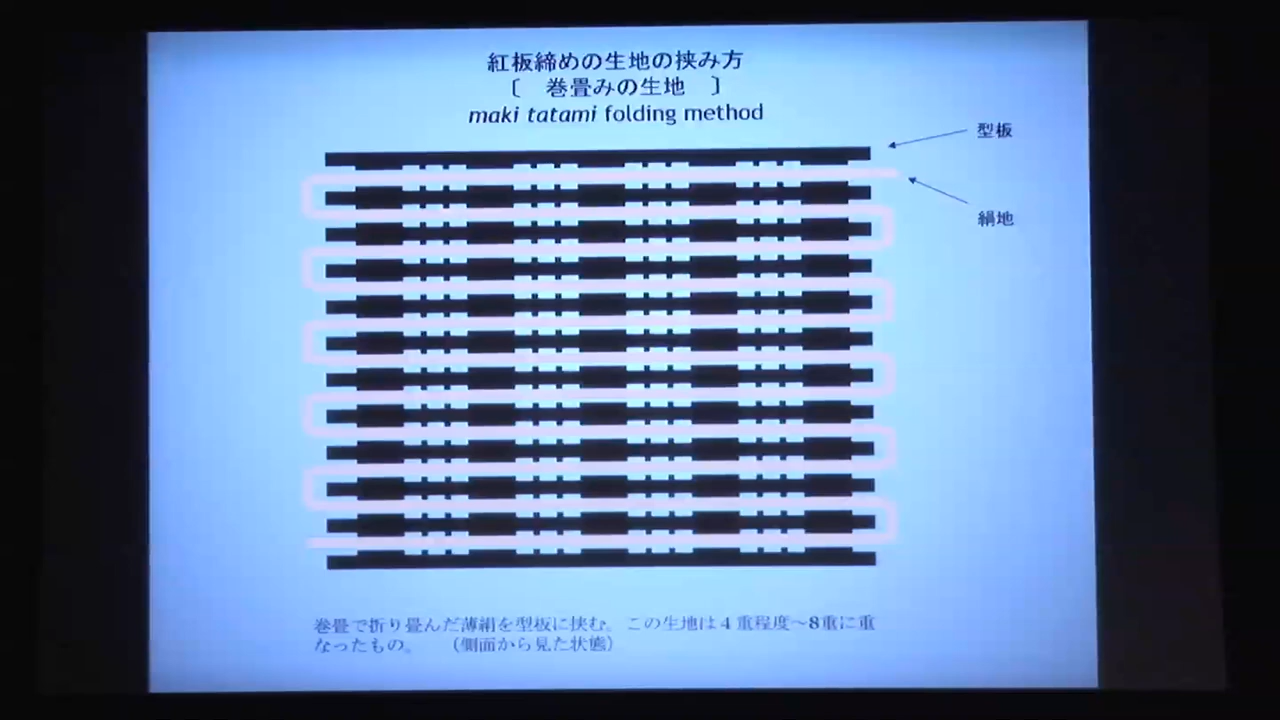 紅板締めの生地の挟み方
〔　巻畳みの生地　〕
maki tatami folding method
型板
絹地
巻畳で折り畳んだ薄絹を型板に挟む。この生地は４重程度～8重に重
なったもの。　（側面から見た状態）